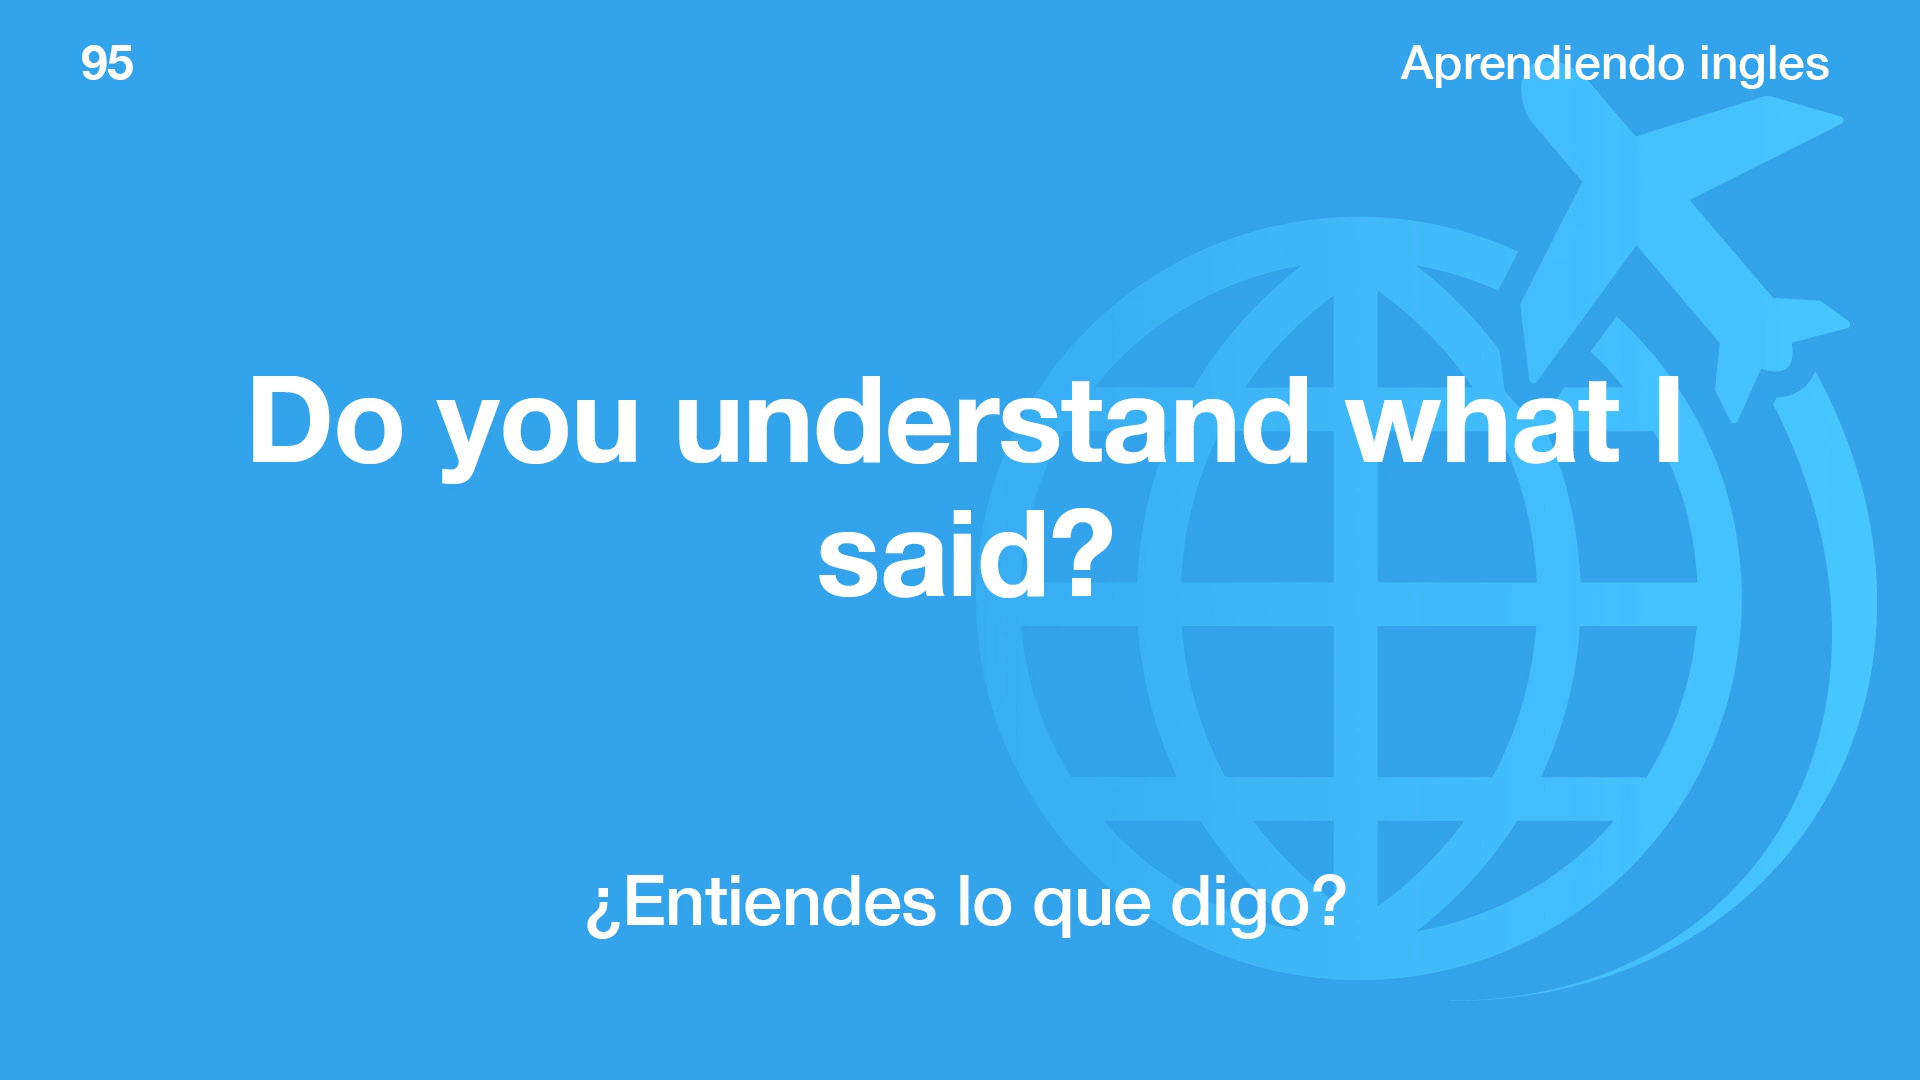 95
Aprendiendo ingles
Do you understand what I
said?
¿Entiendes lo que digo?